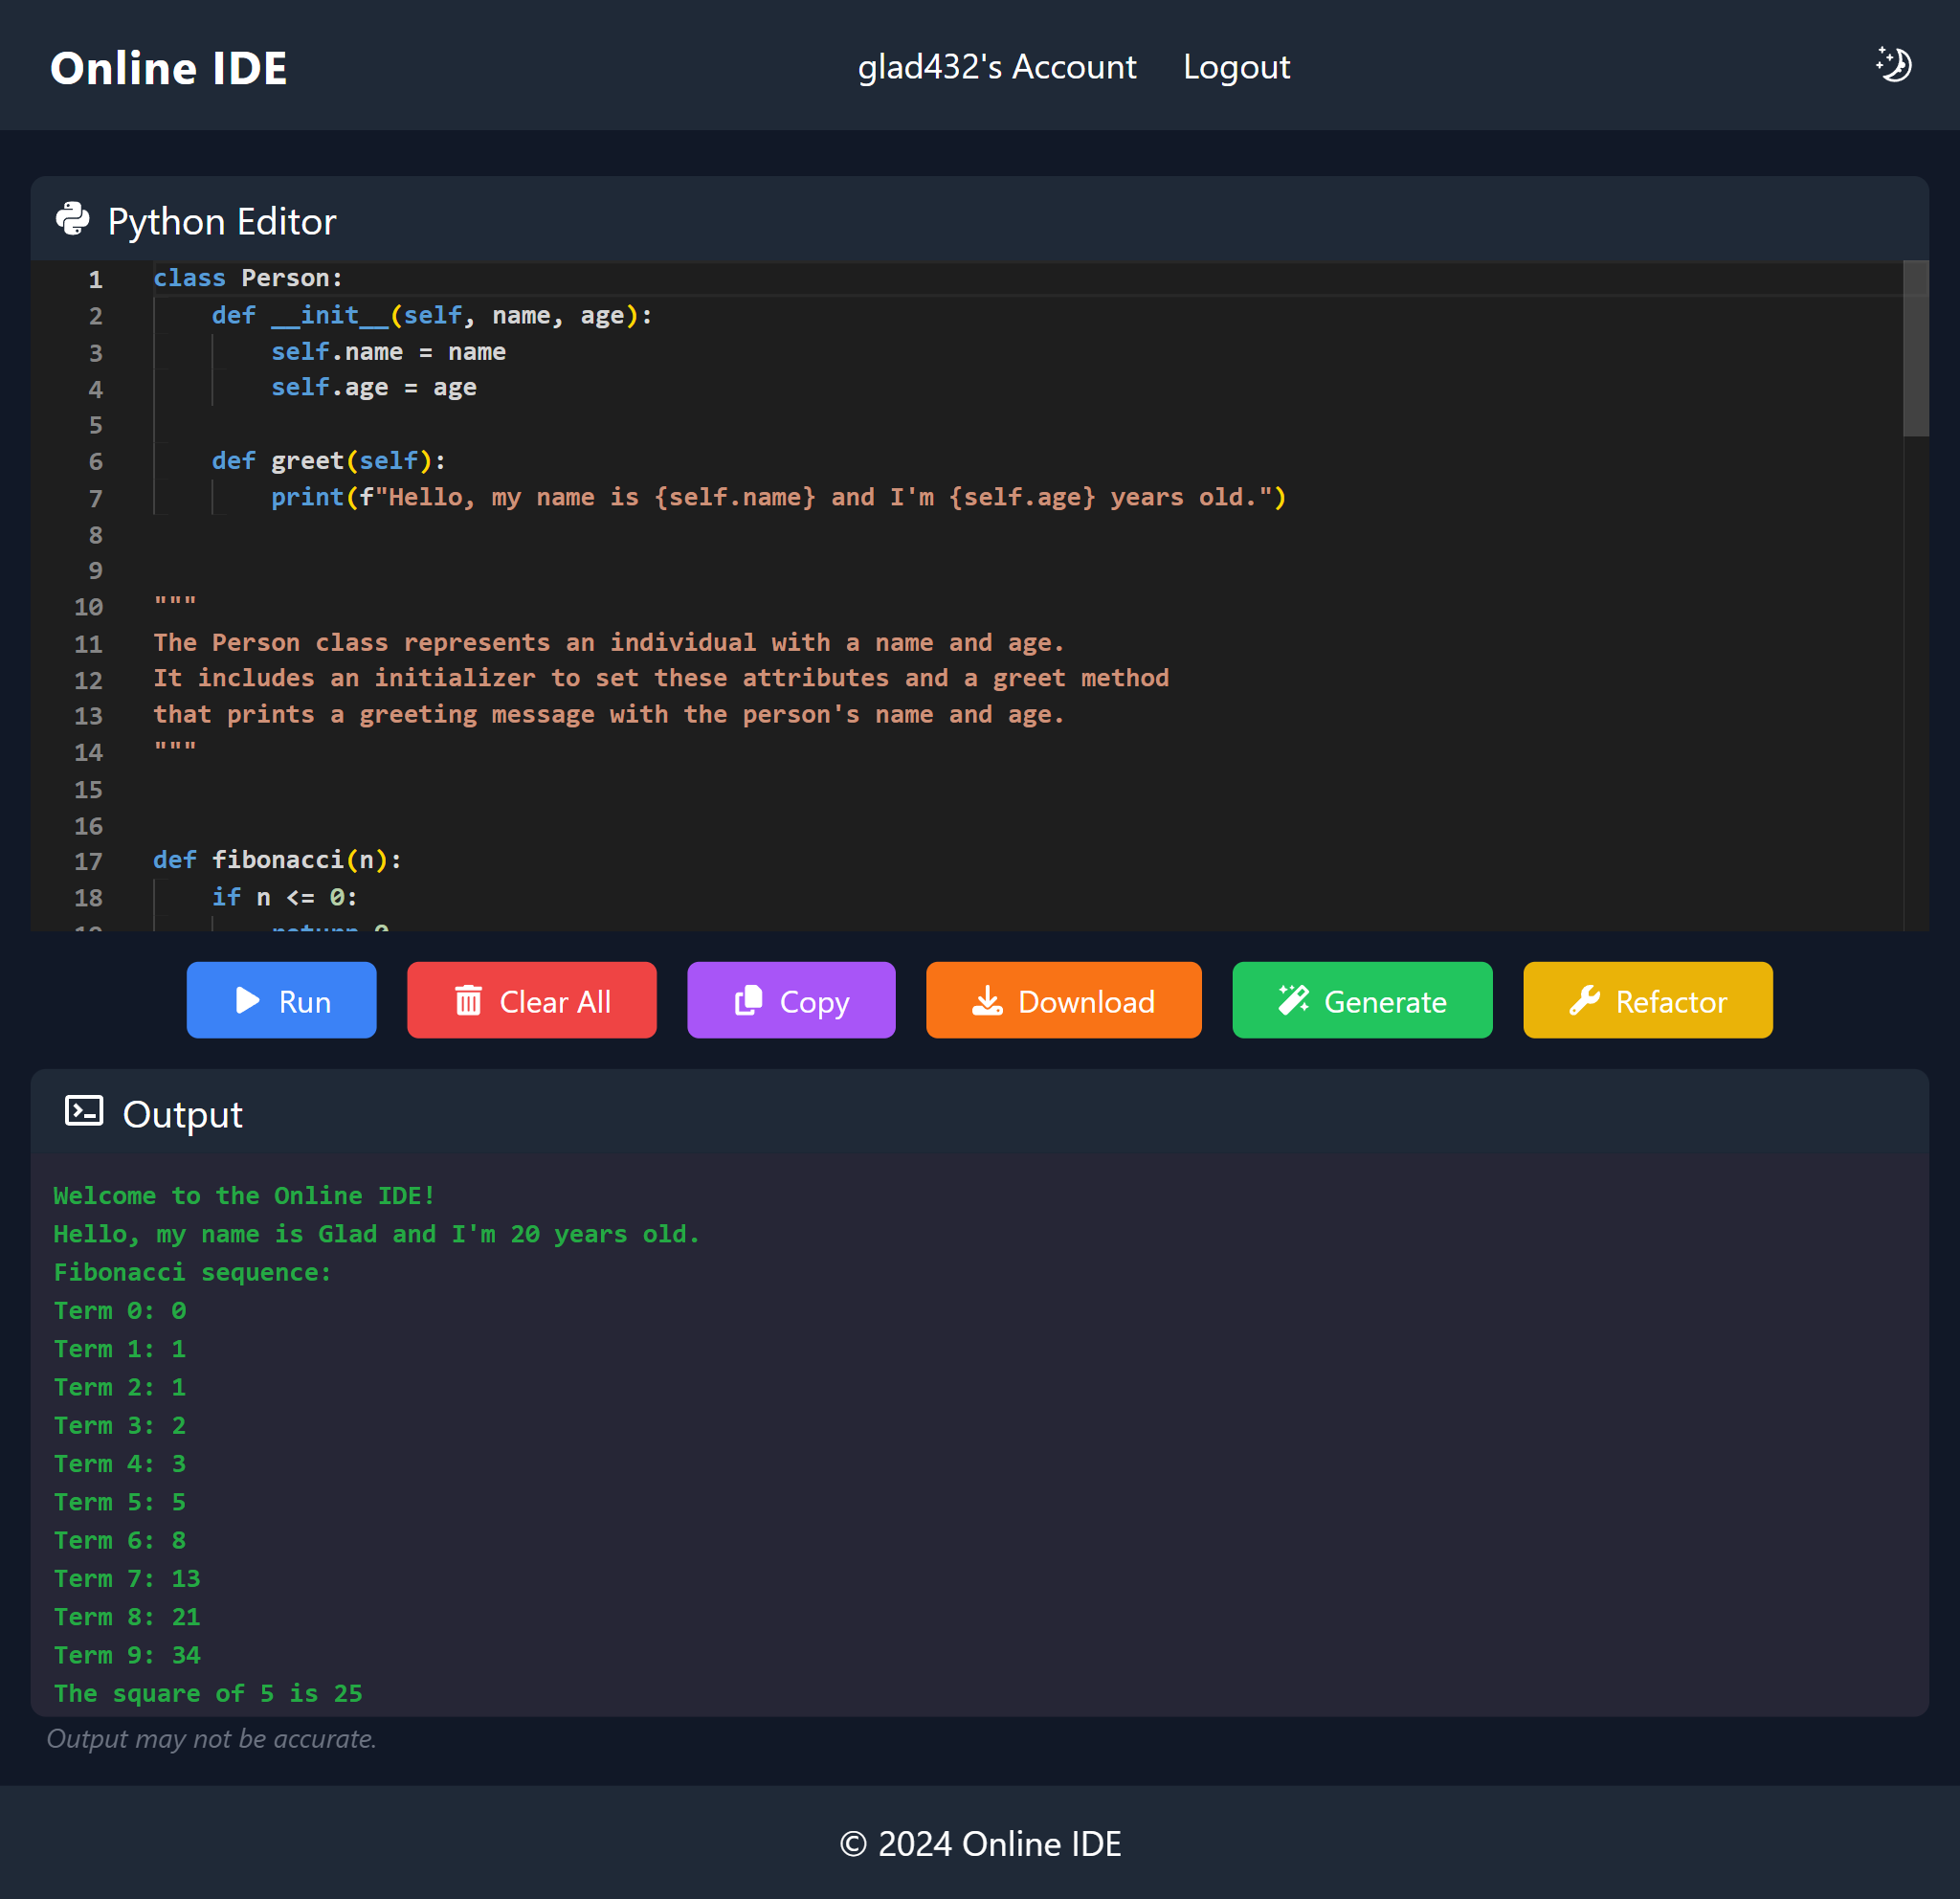 Online IDE
glad432's Account
Logout
Python Editor
1 class Person:
2     def __init__(self, name, age):
3         self.name = name
4         self.age = age
5
6     def greet(self):
7         print(f"Hello, my name is {self.name} and I'm {self.age} years old.")
8
9
10 """
11 The Person class represents an individual with a name and age.
12 It includes an initializer to set these attributes and a greet method
13 that prints a greeting message with the person's name and age.
14 """
15
16
17 def fibonacci(n):
18     if n <= 0:
19         return 0
Run
Clear All
Copy
Download
Generate
Refactor
Output
Welcome to the Online IDE!
Hello, my name is Glad and I'm 20 years old.
Fibonacci sequence:
Term 0: 0
Term 1: 1
Term 2: 1
Term 3: 2
Term 4: 3
Term 5: 5
Term 6: 8
Term 7: 13
Term 8: 21
Term 9: 34
The square of 5 is 25
Output may not be accurate.
© 2024 Online IDE